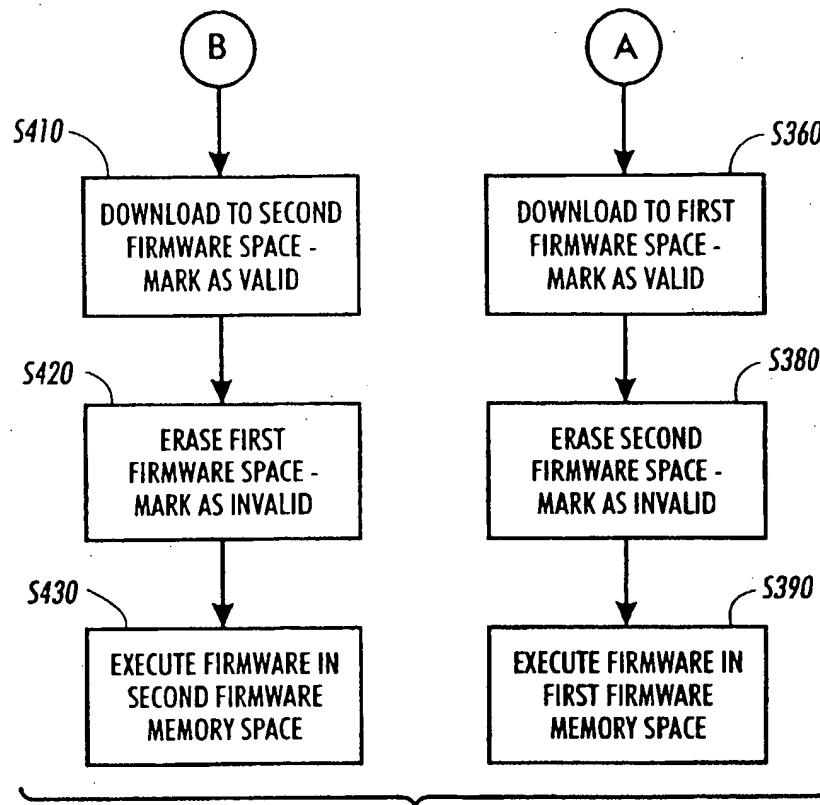 B
S410
DOWNLOAD TO SECOND
FIRMWARE SPACE -
MARK AS VALID
S420
ERASE FIRST
FIRMWARE SPACE -
MARK AS INVALID
S430
EXECUTE FIRMWARE IN
SECOND FIRMWARE
MEMORY SPACE
A
S360
DOWNLOAD TO FIRST
FIRMWARE SPACE -
MARK AS VALID
S380
ERASE SECOND
FIRMWARE SPACE -
MARK AS INVALID
S390
EXECUTE FIRMWARE IN
FIRST FIRMWARE
MEMORY SPACE